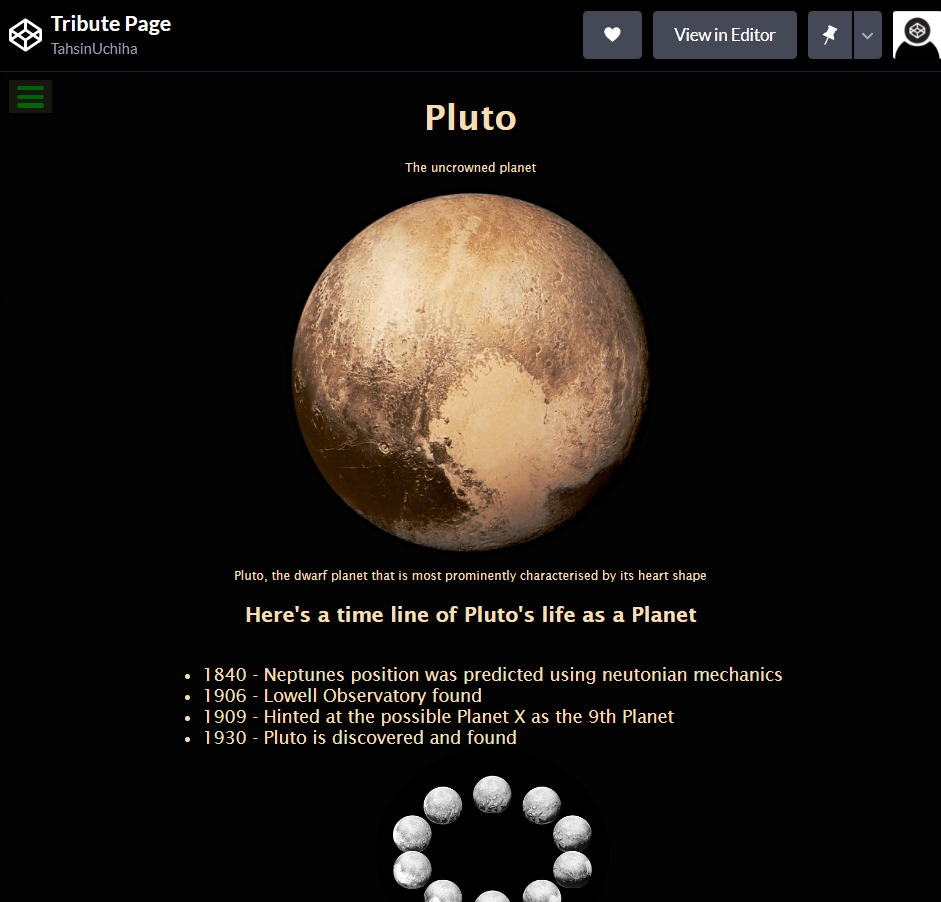 Tribute Page
TahsinUchiha
View in Editor
Pluto
The uncrowned planet
Pluto, the dwarf planet that is most prominently characterised by its heart shape
Here's a time line of Pluto's life as a Planet
1840 - Neptunes position was predicted using neutonian mechanics
1906 - Lowell Observatory found
1909 - Hinted at the possible Planet X as the 9th Planet
1930 - Pluto is discovered and found